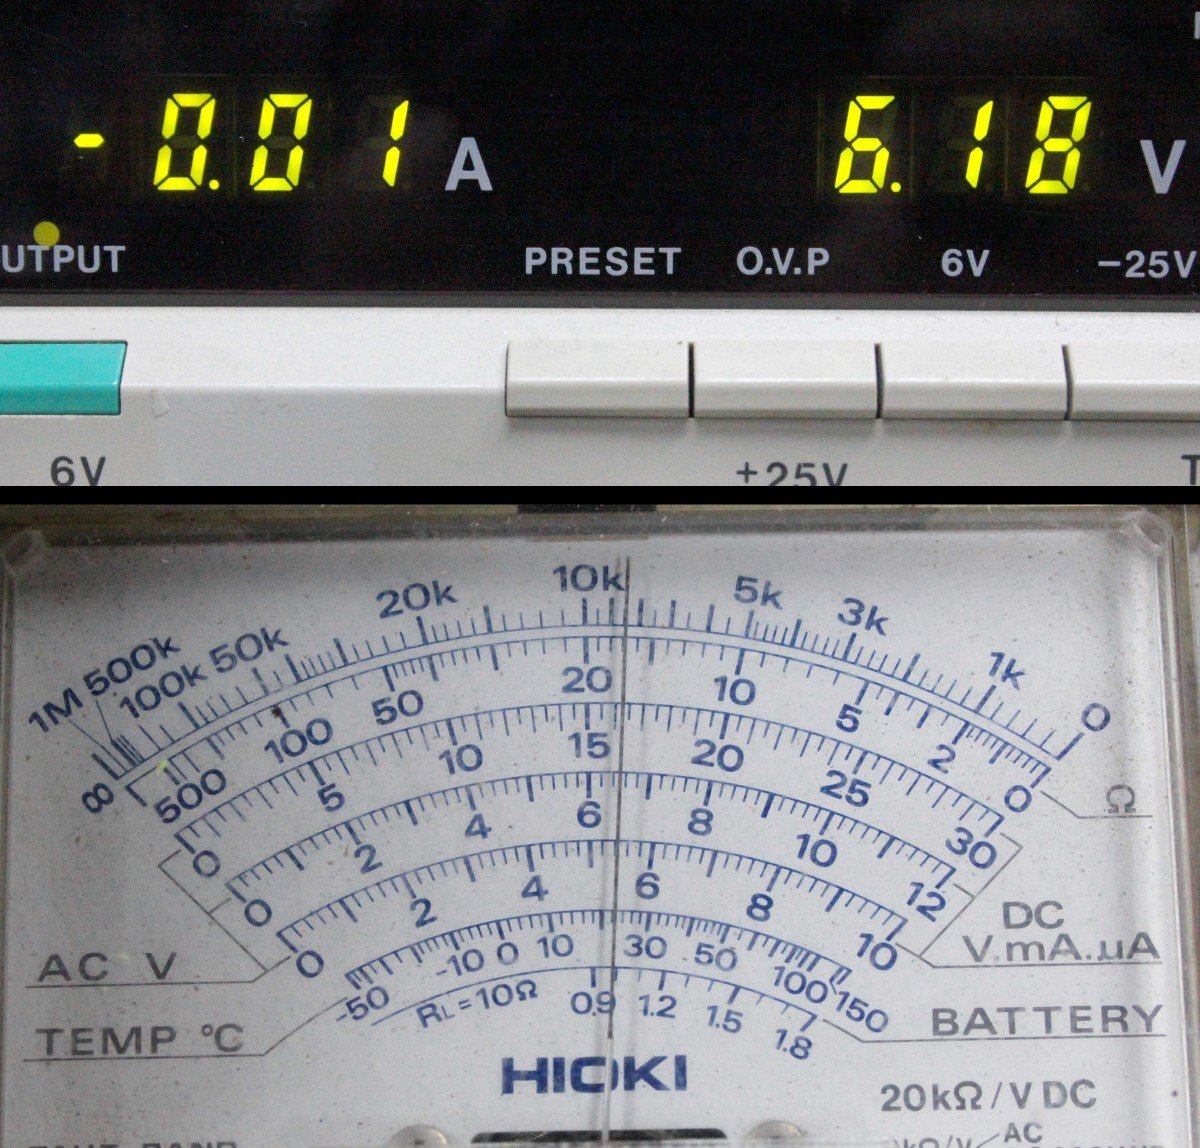 -0.01 A 6.18 V
UTPUT PRESET O.V.P 6V -25V
6V +25V
20k 10k 5k 3k
1M 500k 100k 50k 1k 0
∞ 500 100 50 20 10 5 2 0 Ω
0 5 10 15 20 25 30
0 2 4 6 8 10 12
0 2 4 6 8 10
AC V DC V.mA.µA
-50 -10 0 10 30 50 100 150
RL=10Ω 0.9 1.2 1.5 1.8
TEMP °C BATTERY
HIOKI
20kΩ/V DC
AC